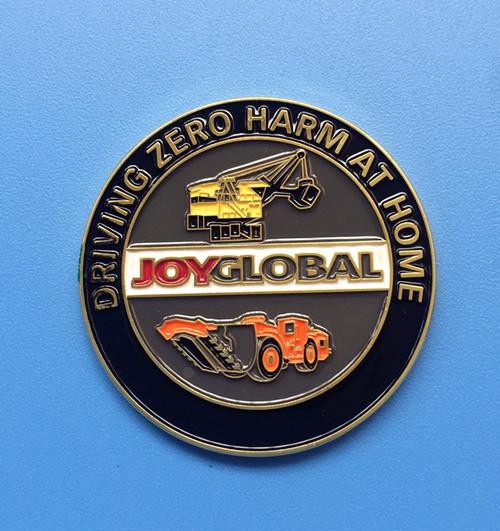 DRIVING ZERO HARM AT HOME
JOYGLOBAL